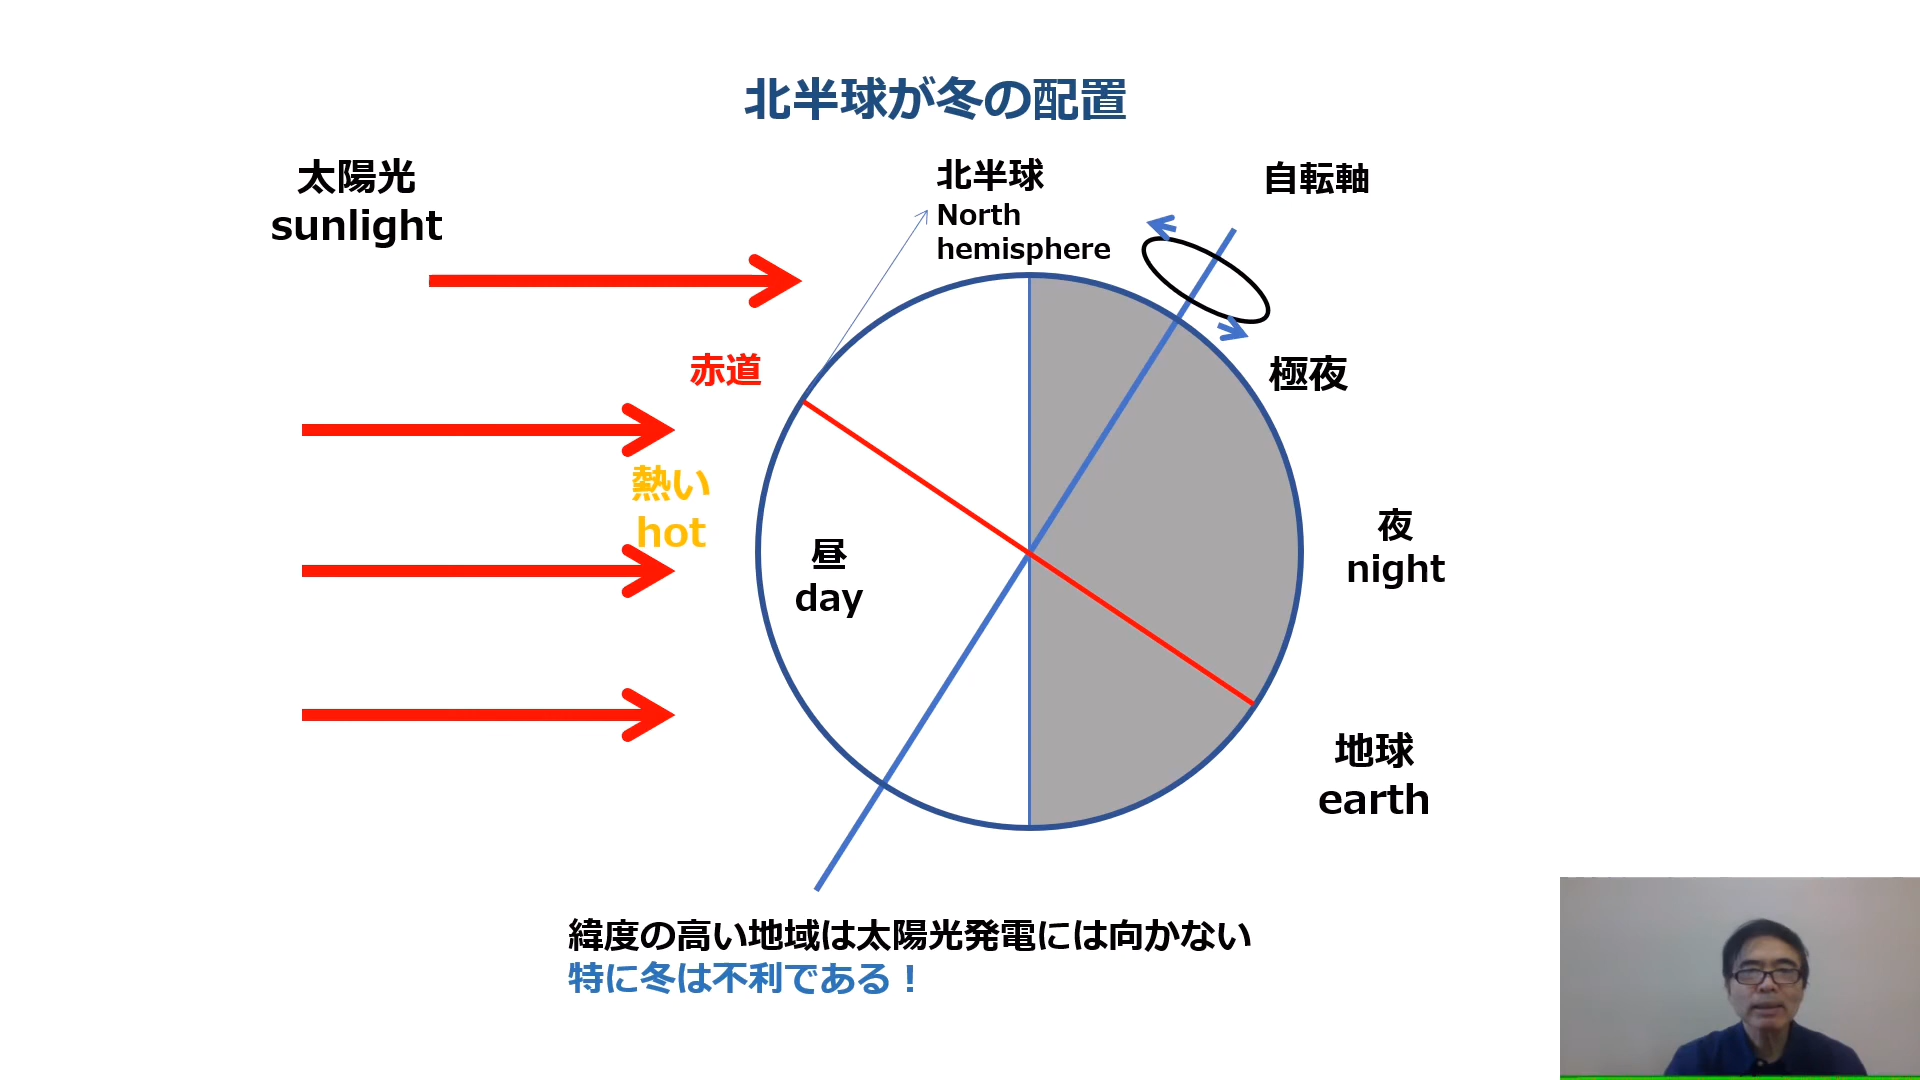 北半球が冬の配置
太陽光
sunlight
北半球
North
hemisphere
自転軸
赤道
極夜
熱い
hot
昼
day
夜
night
地球
earth
緯度の高い地域は太陽光発電には向かない
特に冬は不利である！